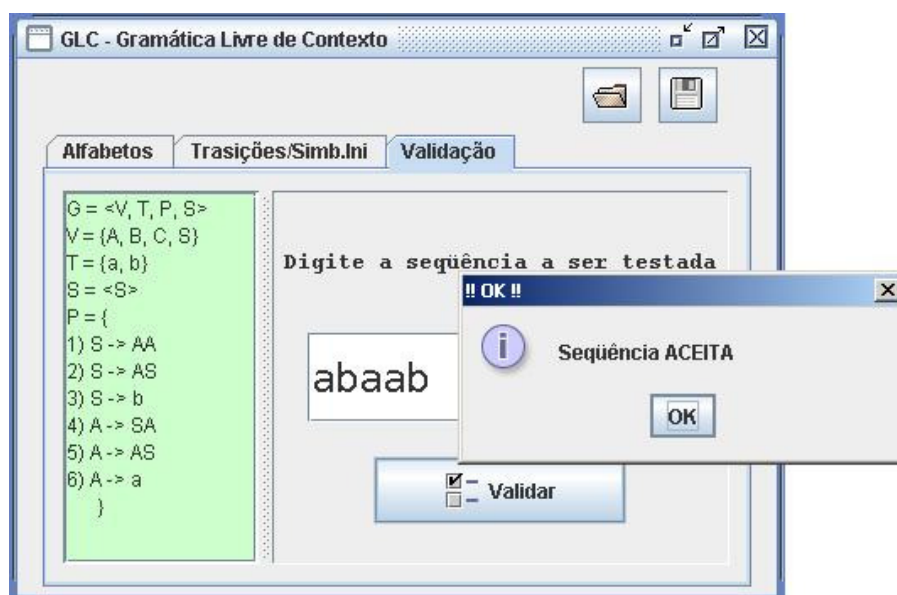 GLC - Gramática Livre de Contexto
Alfabetos Trasições/Simb.Ini Validação
G = <V, T, P, S>
V = {A, B, C, S}
T = {a, b}
S = <S>
P = {
1) S -> AA
2) S -> AS
3) S -> b
4) A -> SA
5) A -> AS
6) A -> a
}
Digite a seqüência a ser testada
abaab
Validar
!! OK !!
Seqüência ACEITA
OK